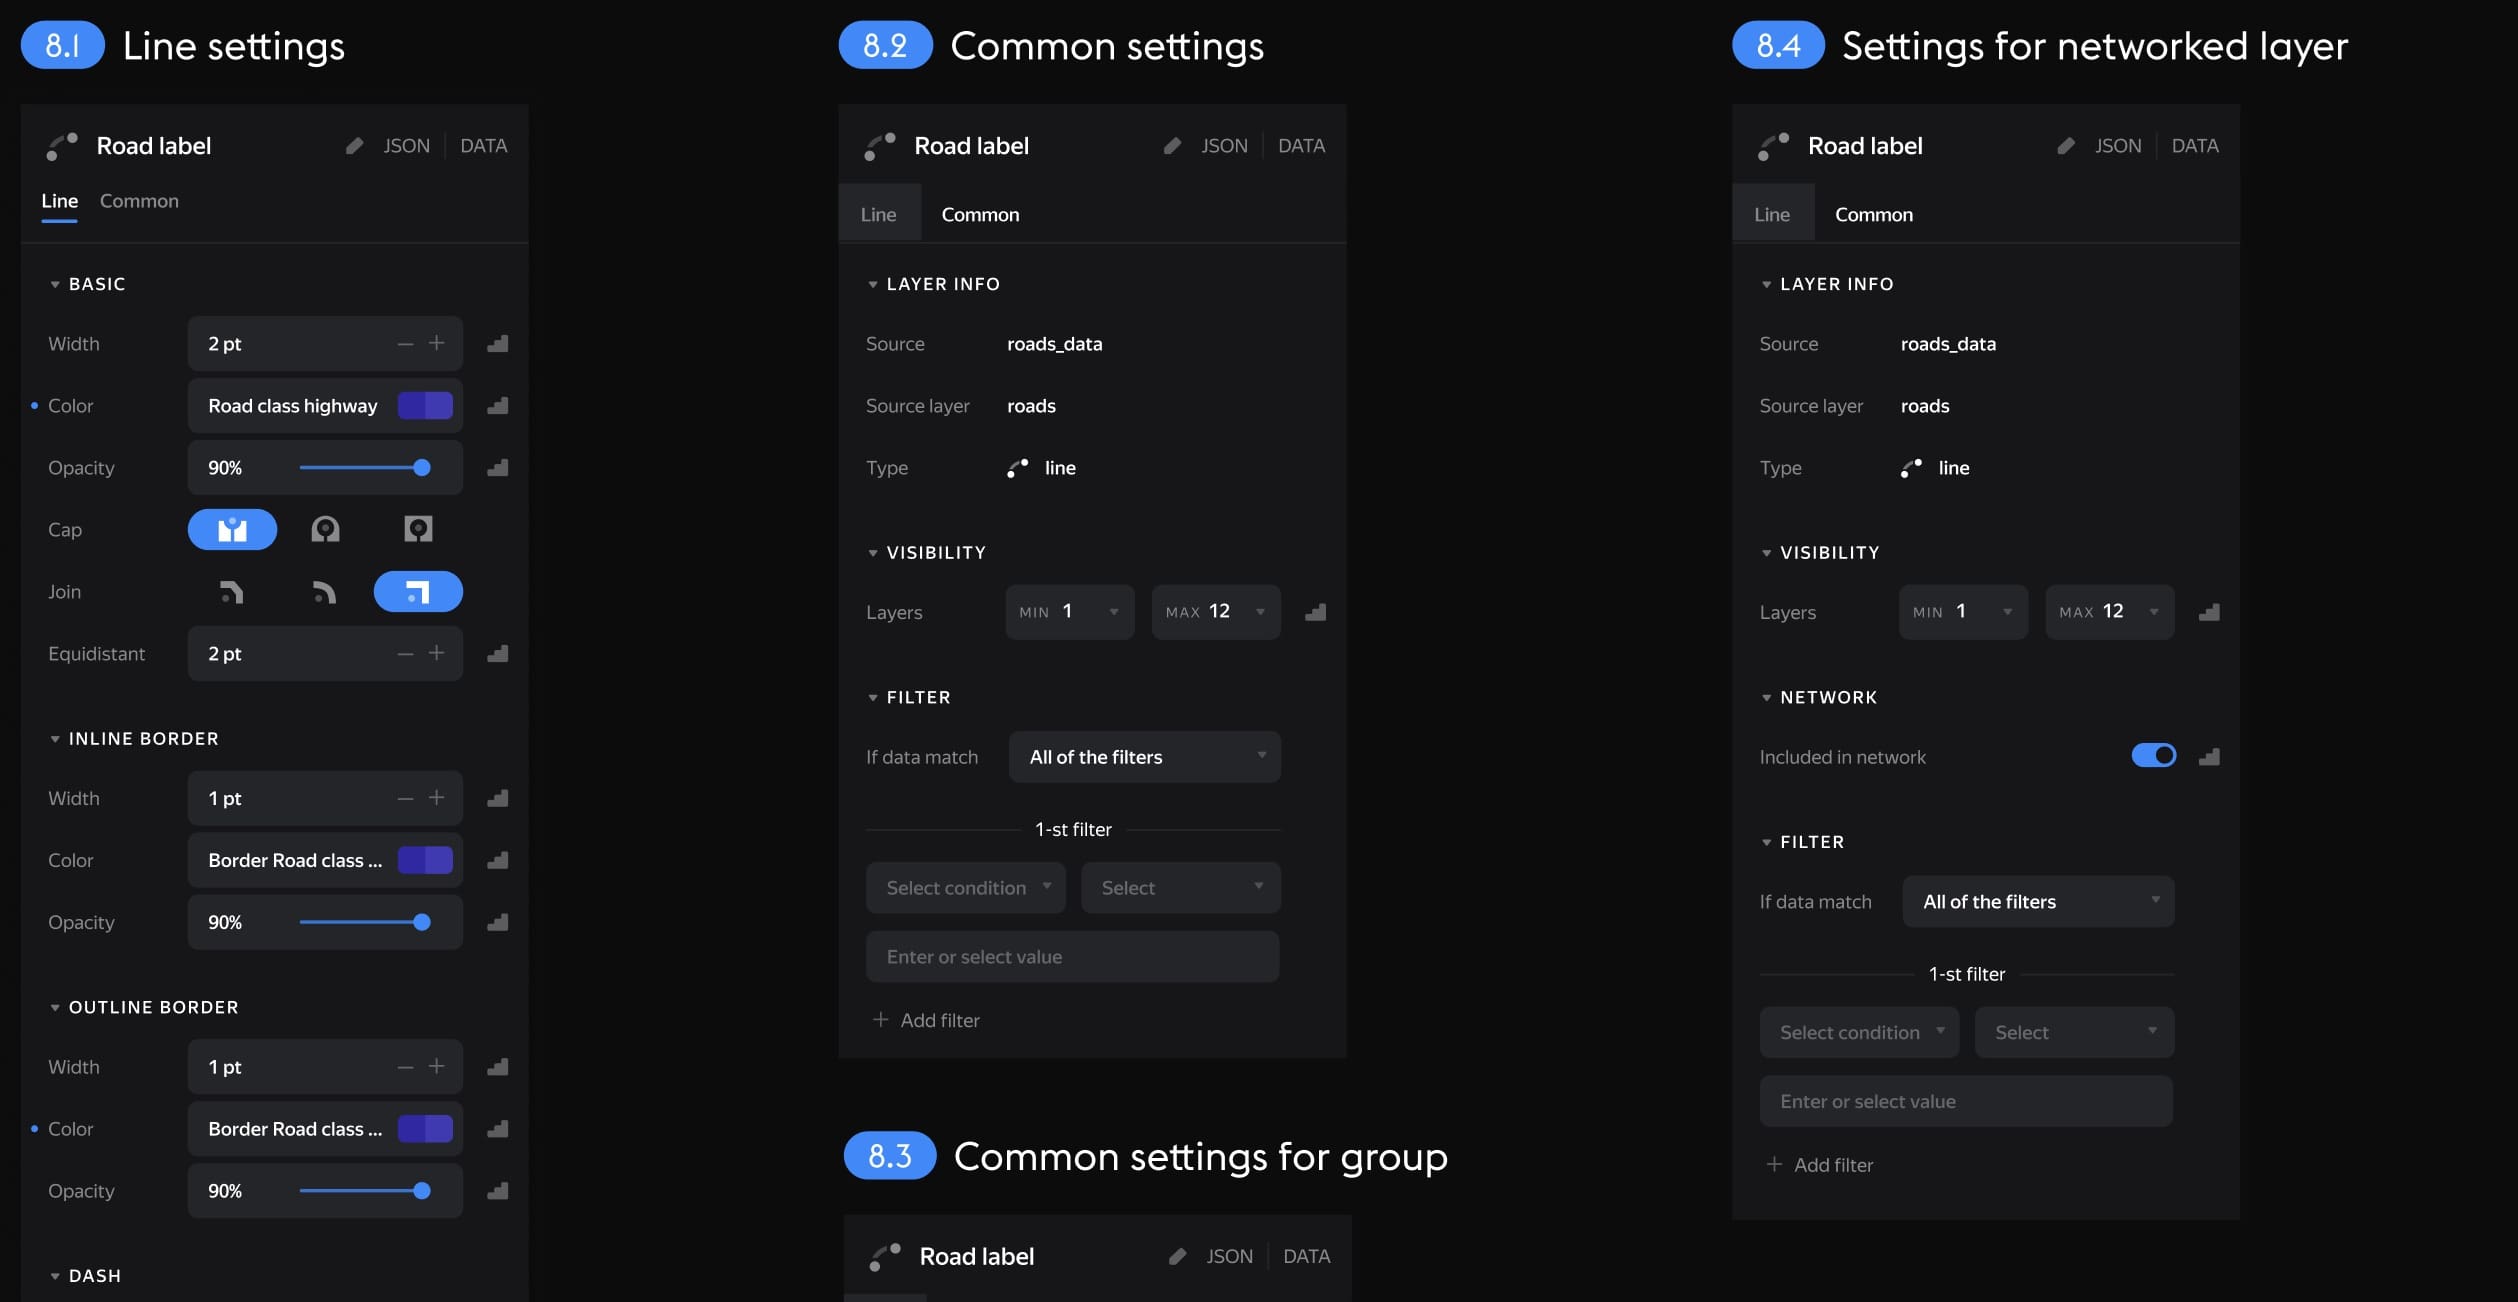 8.1 Line settings
Road label JSON DATA
Line Common
BASIC
Width 2 pt
Color Road class highway
Opacity 90%
Cap
Join
Equidistant 2 pt
INLINE BORDER
Width 1 pt
Color Border Road class ...
Opacity 90%
OUTLINE BORDER
Width 1 pt
Color Border Road class ...
Opacity 90%
DASH
8.2 Common settings
Road label JSON DATA
Line Common
LAYER INFO
Source roads_data
Source layer roads
Type line
VISIBILITY
Layers MIN 1 MAX 12
FILTER
If data match All of the filters
1-st filter
Select condition Select
Enter or select value
+ Add filter
8.3 Common settings for group
Road label JSON DATA
8.4 Settings for networked layer
Road label JSON DATA
Line Common
LAYER INFO
Source roads_data
Source layer roads
Type line
VISIBILITY
Layers MIN 1 MAX 12
NETWORK
Included in network
FILTER
If data match All of the filters
1-st filter
Select condition Select
Enter or select value
+ Add filter